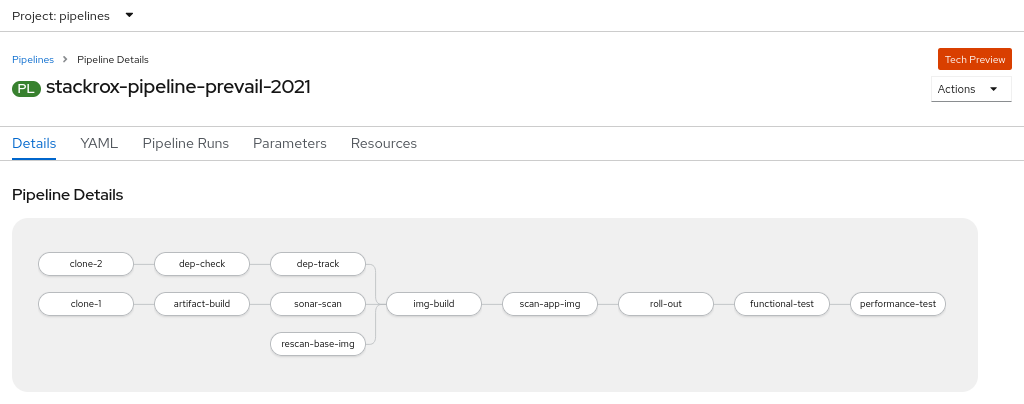 Project: pipelines
Pipelines > Pipeline Details
Tech Preview
PL stackrox-pipeline-prevail-2021
Actions
Details YAML Pipeline Runs Parameters Resources
Pipeline Details
clone-2 dep-check dep-track
clone-1 artifact-build sonar-scan img-build scan-app-img roll-out functional-test performance-test
rescan-base-img